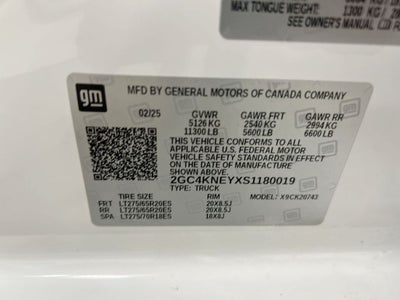 MAX TONGUE WEIGHT:
1300 KG
SEE OWNER'S MANUAL
gm
MFD BY GENERAL MOTORS OF CANADA COMPANY
02/25 GVWR GAWR FRT GAWR RR
5126 KG 2540 KG 2994 KG
11300 LB 5600 LB 6600 LB
THIS VEHICLE CONFORMS TO ALL
APPLICABLE U.S. FEDERAL MOTOR
VEHICLE SAFETY STANDARDS IN
EFFECT ON THE DATE OF MANUFACTURE
SHOWN ABOVE.
2GC4KNEYXS1180019
TYPE: TRUCK
TIRE SIZE RIM MODEL: X9CK20743
FRT LT275/65R20ES 20X8.5J
RR LT275/65R20ES 20X8.5J
SPA LT275/70R18ES 18X8J